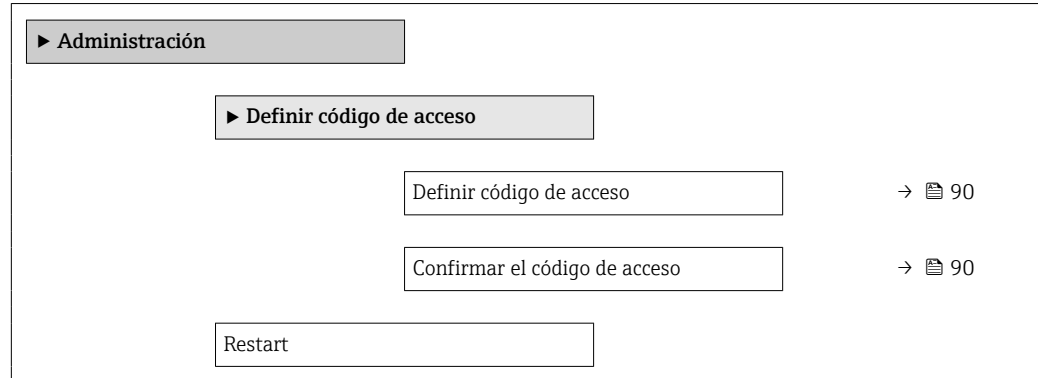 ▶ Administración
▶ Definir código de acceso
Definir código de acceso → 90
Confirmar el código de acceso → 90
Restart